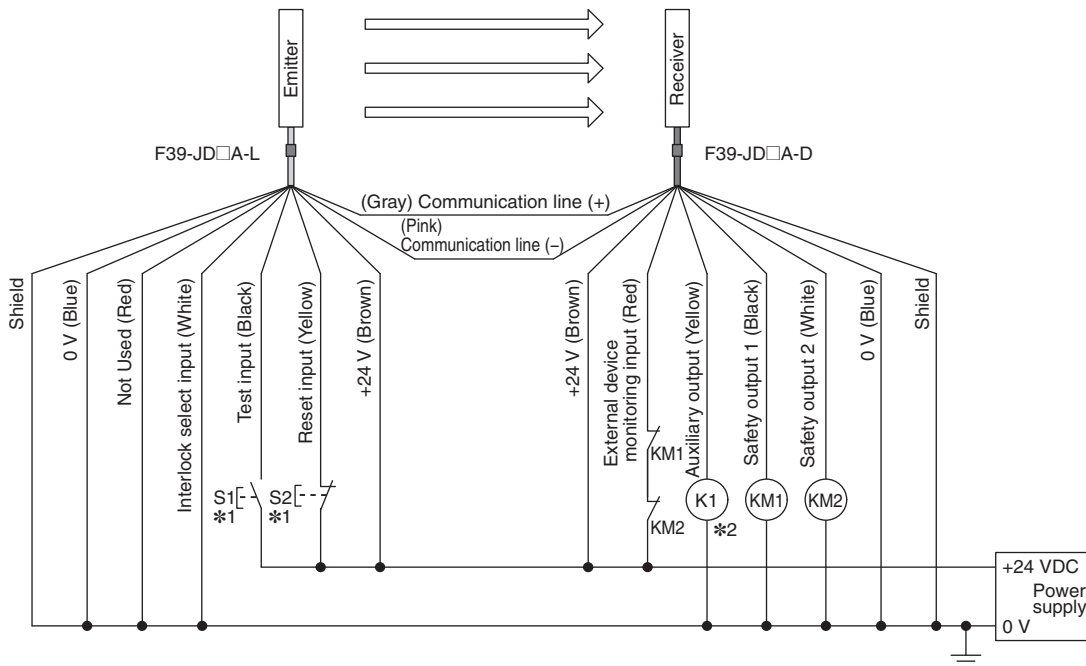 Emitter
Receiver
F39-JD□A-L
F39-JD□A-D
(Gray) Communication line (+)
(Pink)
Communication line (−)
Shield
0 V (Blue)
Not Used (Red)
Interlock select input (White)
Test input (Black)
Reset input (Yellow)
+24 V (Brown)
+24 V (Brown)
External device
monitoring input (Red)
Auxiliary output (Yellow)
Safety output 1 (Black)
Safety output 2 (White)
0 V (Blue)
Shield
S1
*1
S2
*1
KM1
KM2
K1
*2
KM1
KM2
+24 VDC
Power
supply
0 V